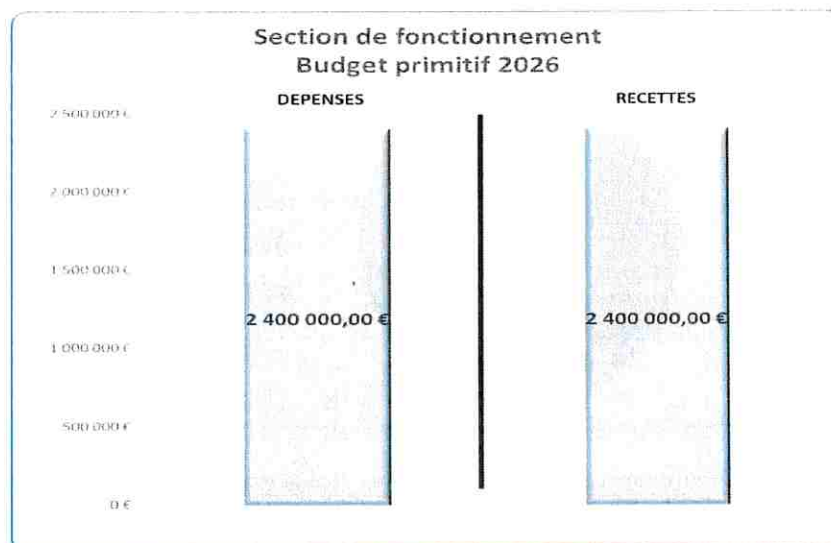 Section de fonctionnement
Budget primitif 2026
DEPENSES
RECETTES
2 500 000 €
2 000 000 €
1 500 000 €
2 400 000,00 €
2 400 000,00 €
1 000 000 €
500 000 €
0 €